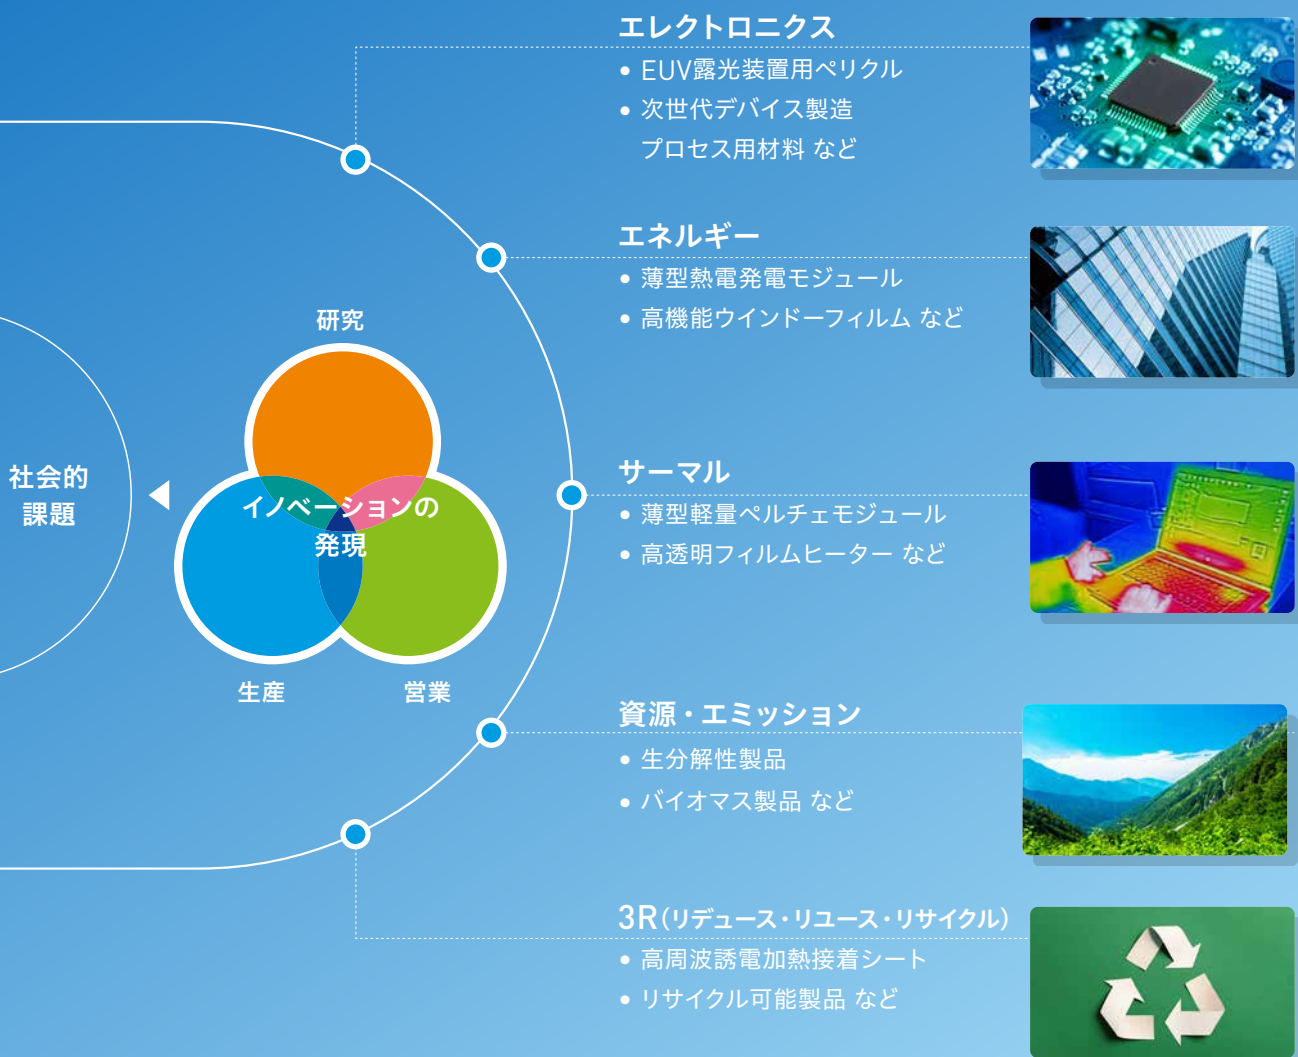 社会的
課題
研究
イノベーションの
発現
生産
営業
エレクトロニクス
• EUV露光装置用ペリクル
• 次世代デバイス製造
プロセス用材料 など
エネルギー
• 薄型熱電発電モジュール
• 高機能ウインドーフィルム など
サーマル
• 薄型軽量ペルチェモジュール
• 高透明フィルムヒーター など
資源・エミッション
• 生分解性製品
• バイオマス製品 など
3R(リデュース・リユース・リサイクル)
• 高周波誘電加熱接着シート
• リサイクル可能製品 など